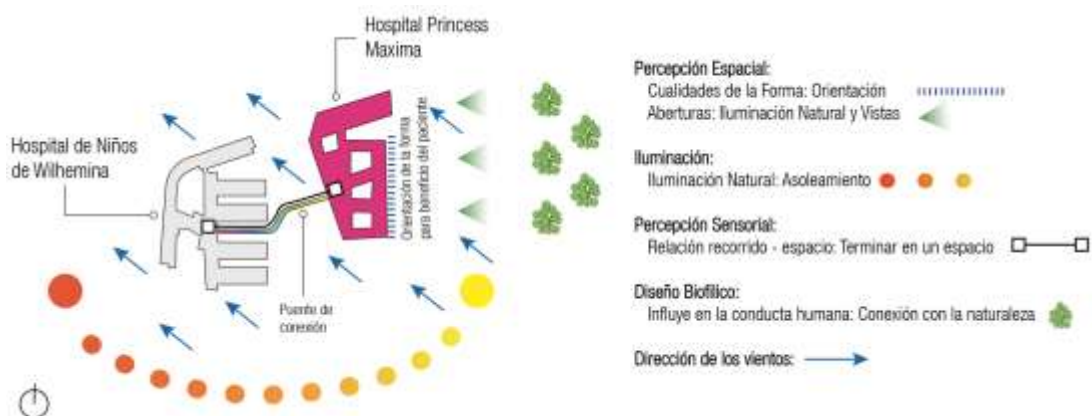 Hospital Princess
Maxima
Hospital de Niños
de Wilhemina
Orientación de la forma
para beneficio del paciente
Puente de
conexión
Percepción Espacial:
Cualidades de la Forma: Orientación
Aberturas: Iluminación Natural y Vistas
Iluminación:
Iluminación Natural: Asoleamiento
Percepción Sensorial:
Relación recorrido - espacio: Terminar en un espacio
Diseño Biofílico:
Influye en la conducta humana: Conexión con la naturaleza
Dirección de los vientos: